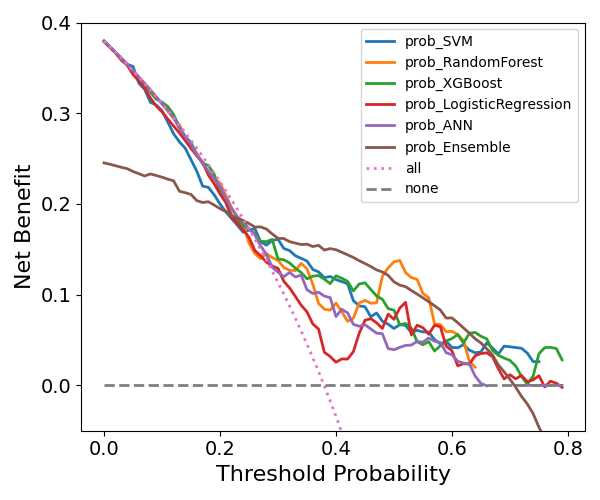 0.4
0.3
0.2
0.1
0.0
Net Benefit
prob_SVM
prob_RandomForest
prob_XGBoost
prob_LogisticRegression
prob_ANN
prob_Ensemble
all
none
0.0 0.2 0.4 0.6 0.8
Threshold Probability